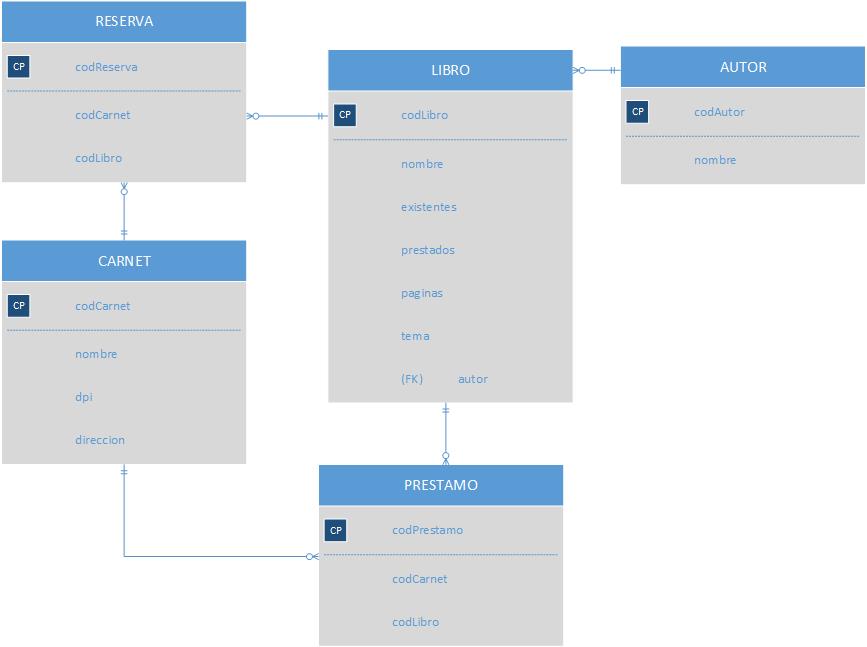 RESERVA
CP codReserva
codCarnet
codLibro
CARNET
CP codCarnet
nombre
dpi
direccion
LIBRO
CP codLibro
nombre
existentes
prestados
paginas
tema
(FK) autor
PRESTAMO
CP codPrestamo
codCarnet
codLibro
AUTOR
CP codAutor
nombre